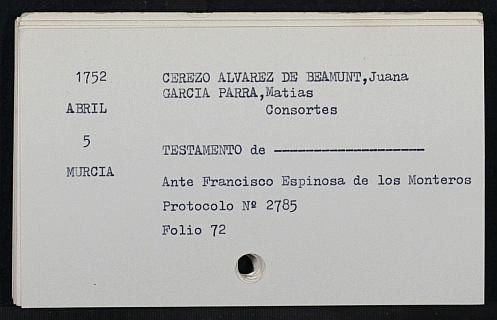 1752
ABRIL
5
MURCIA
CEREZO ALVAREZ DE BEAMUNT,Juana
GARCIA PARRA,Matias
Consortes
TESTAMENTO de -------------------
Ante Francisco Espinosa de los Monteros
Protocolo Nº 2785
Folio 72